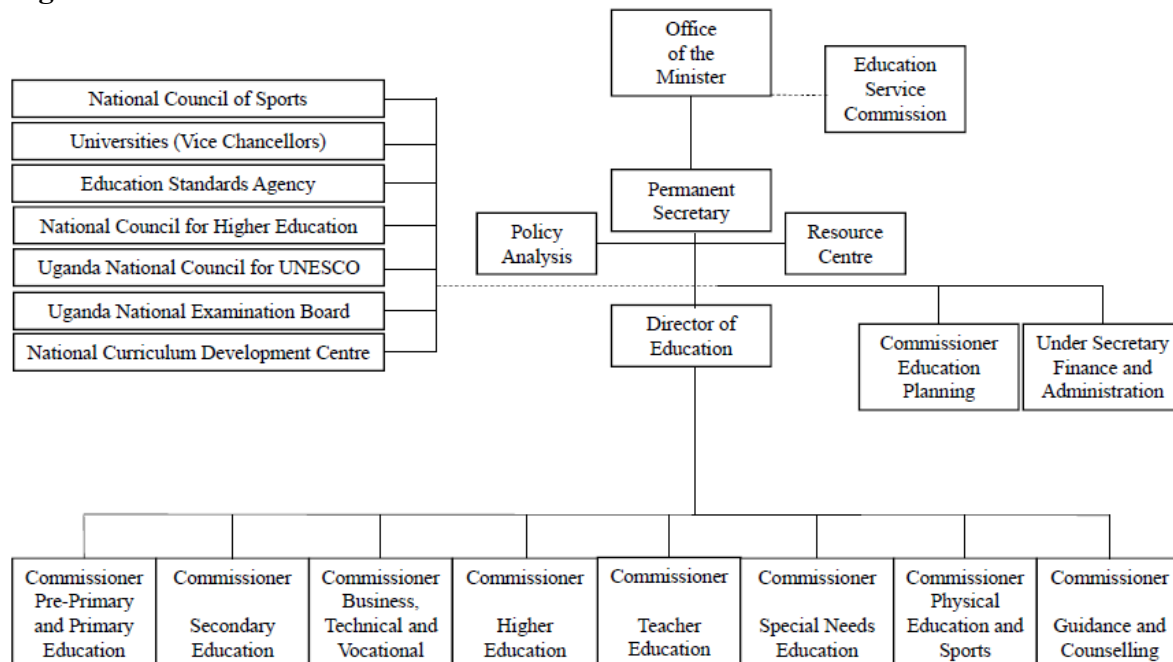 Office
of the
Minister
Education
Service
Commission
National Council of Sports
Universities (Vice Chancellors)
Education Standards Agency
National Council for Higher Education
Uganda National Council for UNESCO
Uganda National Examination Board
National Curriculum Development Centre
Permanent
Secretary
Policy
Analysis
Resource
Centre
Director of
Education
Commissioner
Education
Planning
Under Secretary
Finance and
Administration
Commissioner
Pre-Primary
and Primary
Education
Commissioner
Secondary
Education
Commissioner
Business,
Technical and
Vocational
Commissioner
Higher
Education
Commissioner
Teacher
Education
Commissioner
Special Needs
Education
Commissioner
Physical
Education and
Sports
Commissioner
Guidance and
Counselling